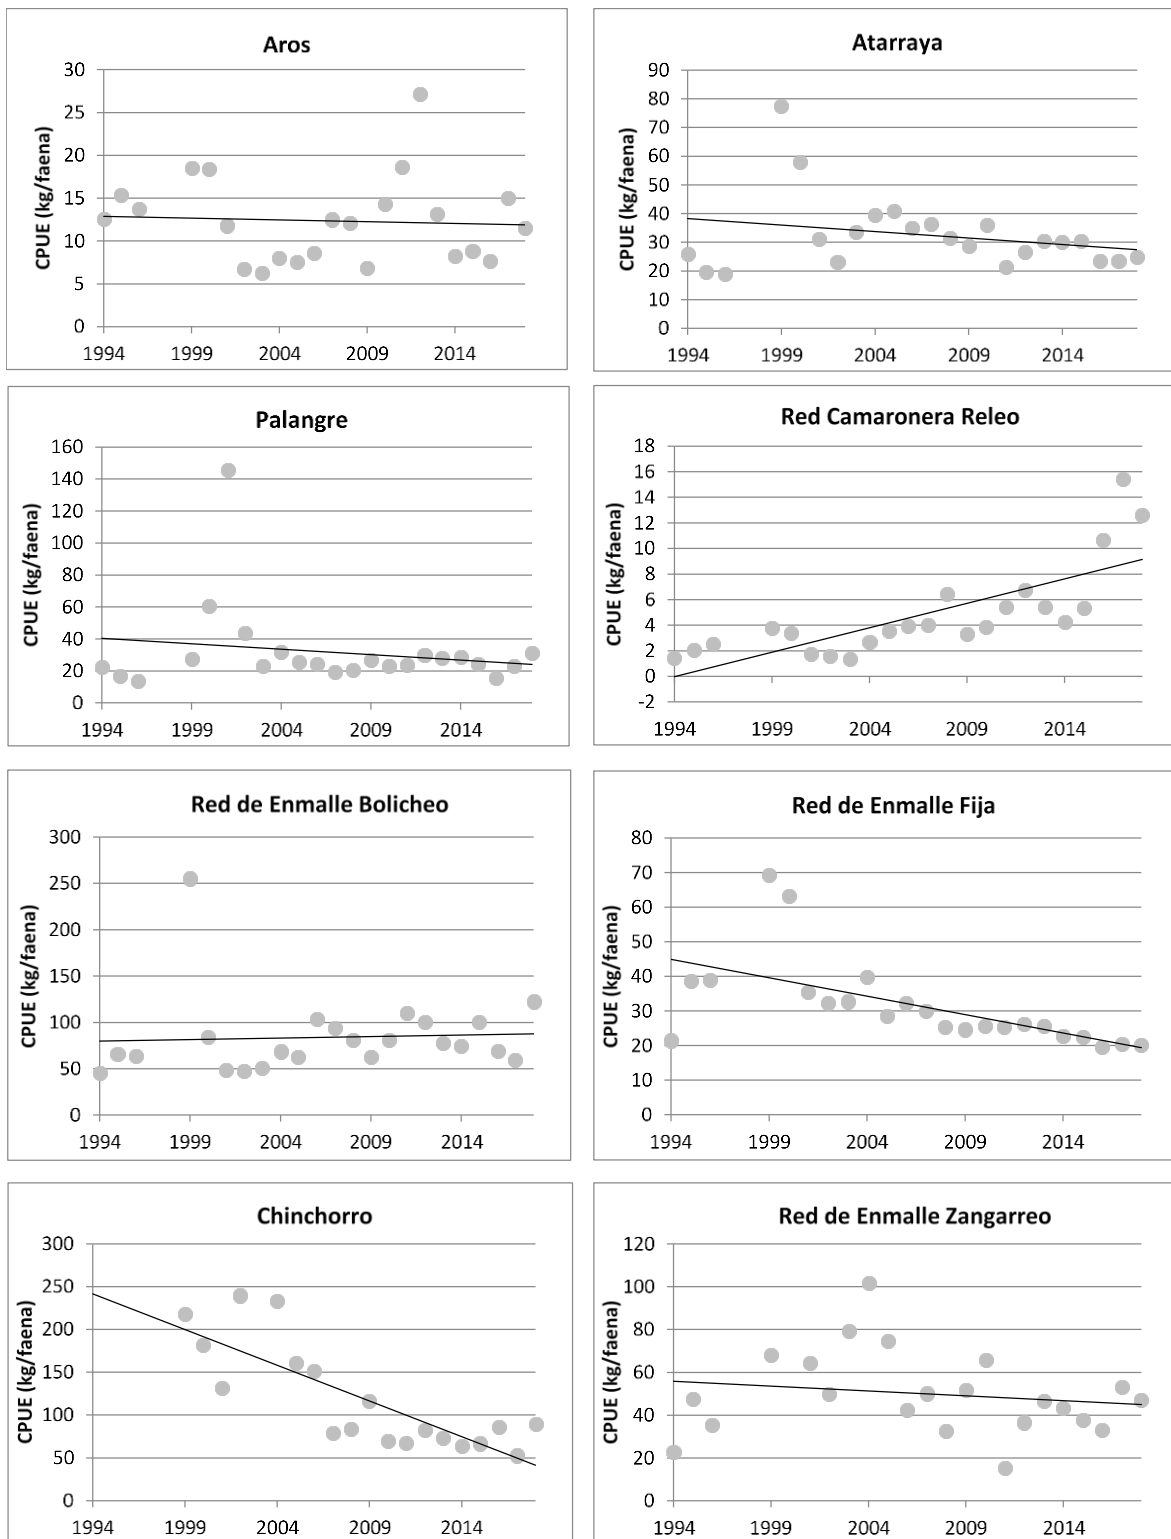 Aros
CPUE (kg/faena)
30
25
20
15
10
5
0
1994 1999 2004 2009 2014
Atarraya
CPUE (kg/faena)
90
80
70
60
50
40
30
20
10
0
1994 1999 2004 2009 2014
Palangre
CPUE (kg/faena)
160
140
120
100
80
60
40
20
0
1994 1999 2004 2009 2014
Red Camaronera Releo
CPUE (kg/faena)
18
16
14
12
10
8
6
4
2
0
-2
1994 1999 2004 2009 2014
Red de Enmalle Bolicheo
CPUE (kg/faena)
300
250
200
150
100
50
0
1994 1999 2004 2009 2014
Red de Enmalle Fija
CPUE (kg/faena)
80
70
60
50
40
30
20
10
0
1994 1999 2004 2009 2014
Chinchorro
CPUE (kg/faena)
300
250
200
150
100
50
0
1994 1999 2004 2009 2014
Red de Enmalle Zangarreo
CPUE (kg/faena)
120
100
80
60
40
20
0
1994 1999 2004 2009 2014